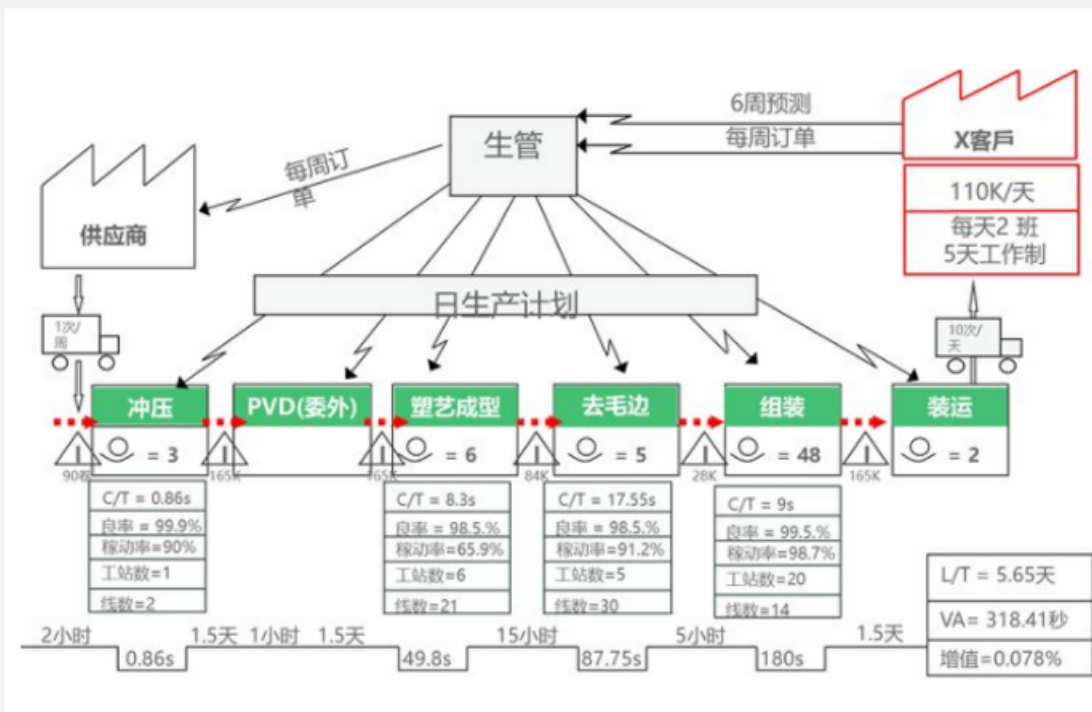 6周预测
每周订单
X客戶
110K/天
每天2 班
5天工作制
生管
每周订
单
供应商
日生产计划
1次/
周
10次/
天
冲压
PVD(委外)
塑艺成型
去毛边
组装
装运
= 3
= 6
= 5
= 48
= 2
165K
84K
28K
165K
C/T = 0.86s
良率 = 99.9%
稼动率=90%
工站数=1
线数=2
C/T = 8.3s
良率 = 98.5.%
稼动率=65.9%
工站数=6
线数=21
C/T = 17.55s
良率 = 98.5.%
稼动率=91.2%
工站数=5
线数=30
C/T = 9s
良率 = 99.5.%
稼动率=98.7%
工站数=20
线数=14
L/T = 5.65天
VA= 318.41秒
增值=0.078%
2小时
1.5天
1小时
1.5天
15小时
5小时
1.5天
0.86s
49.8s
87.75s
180s